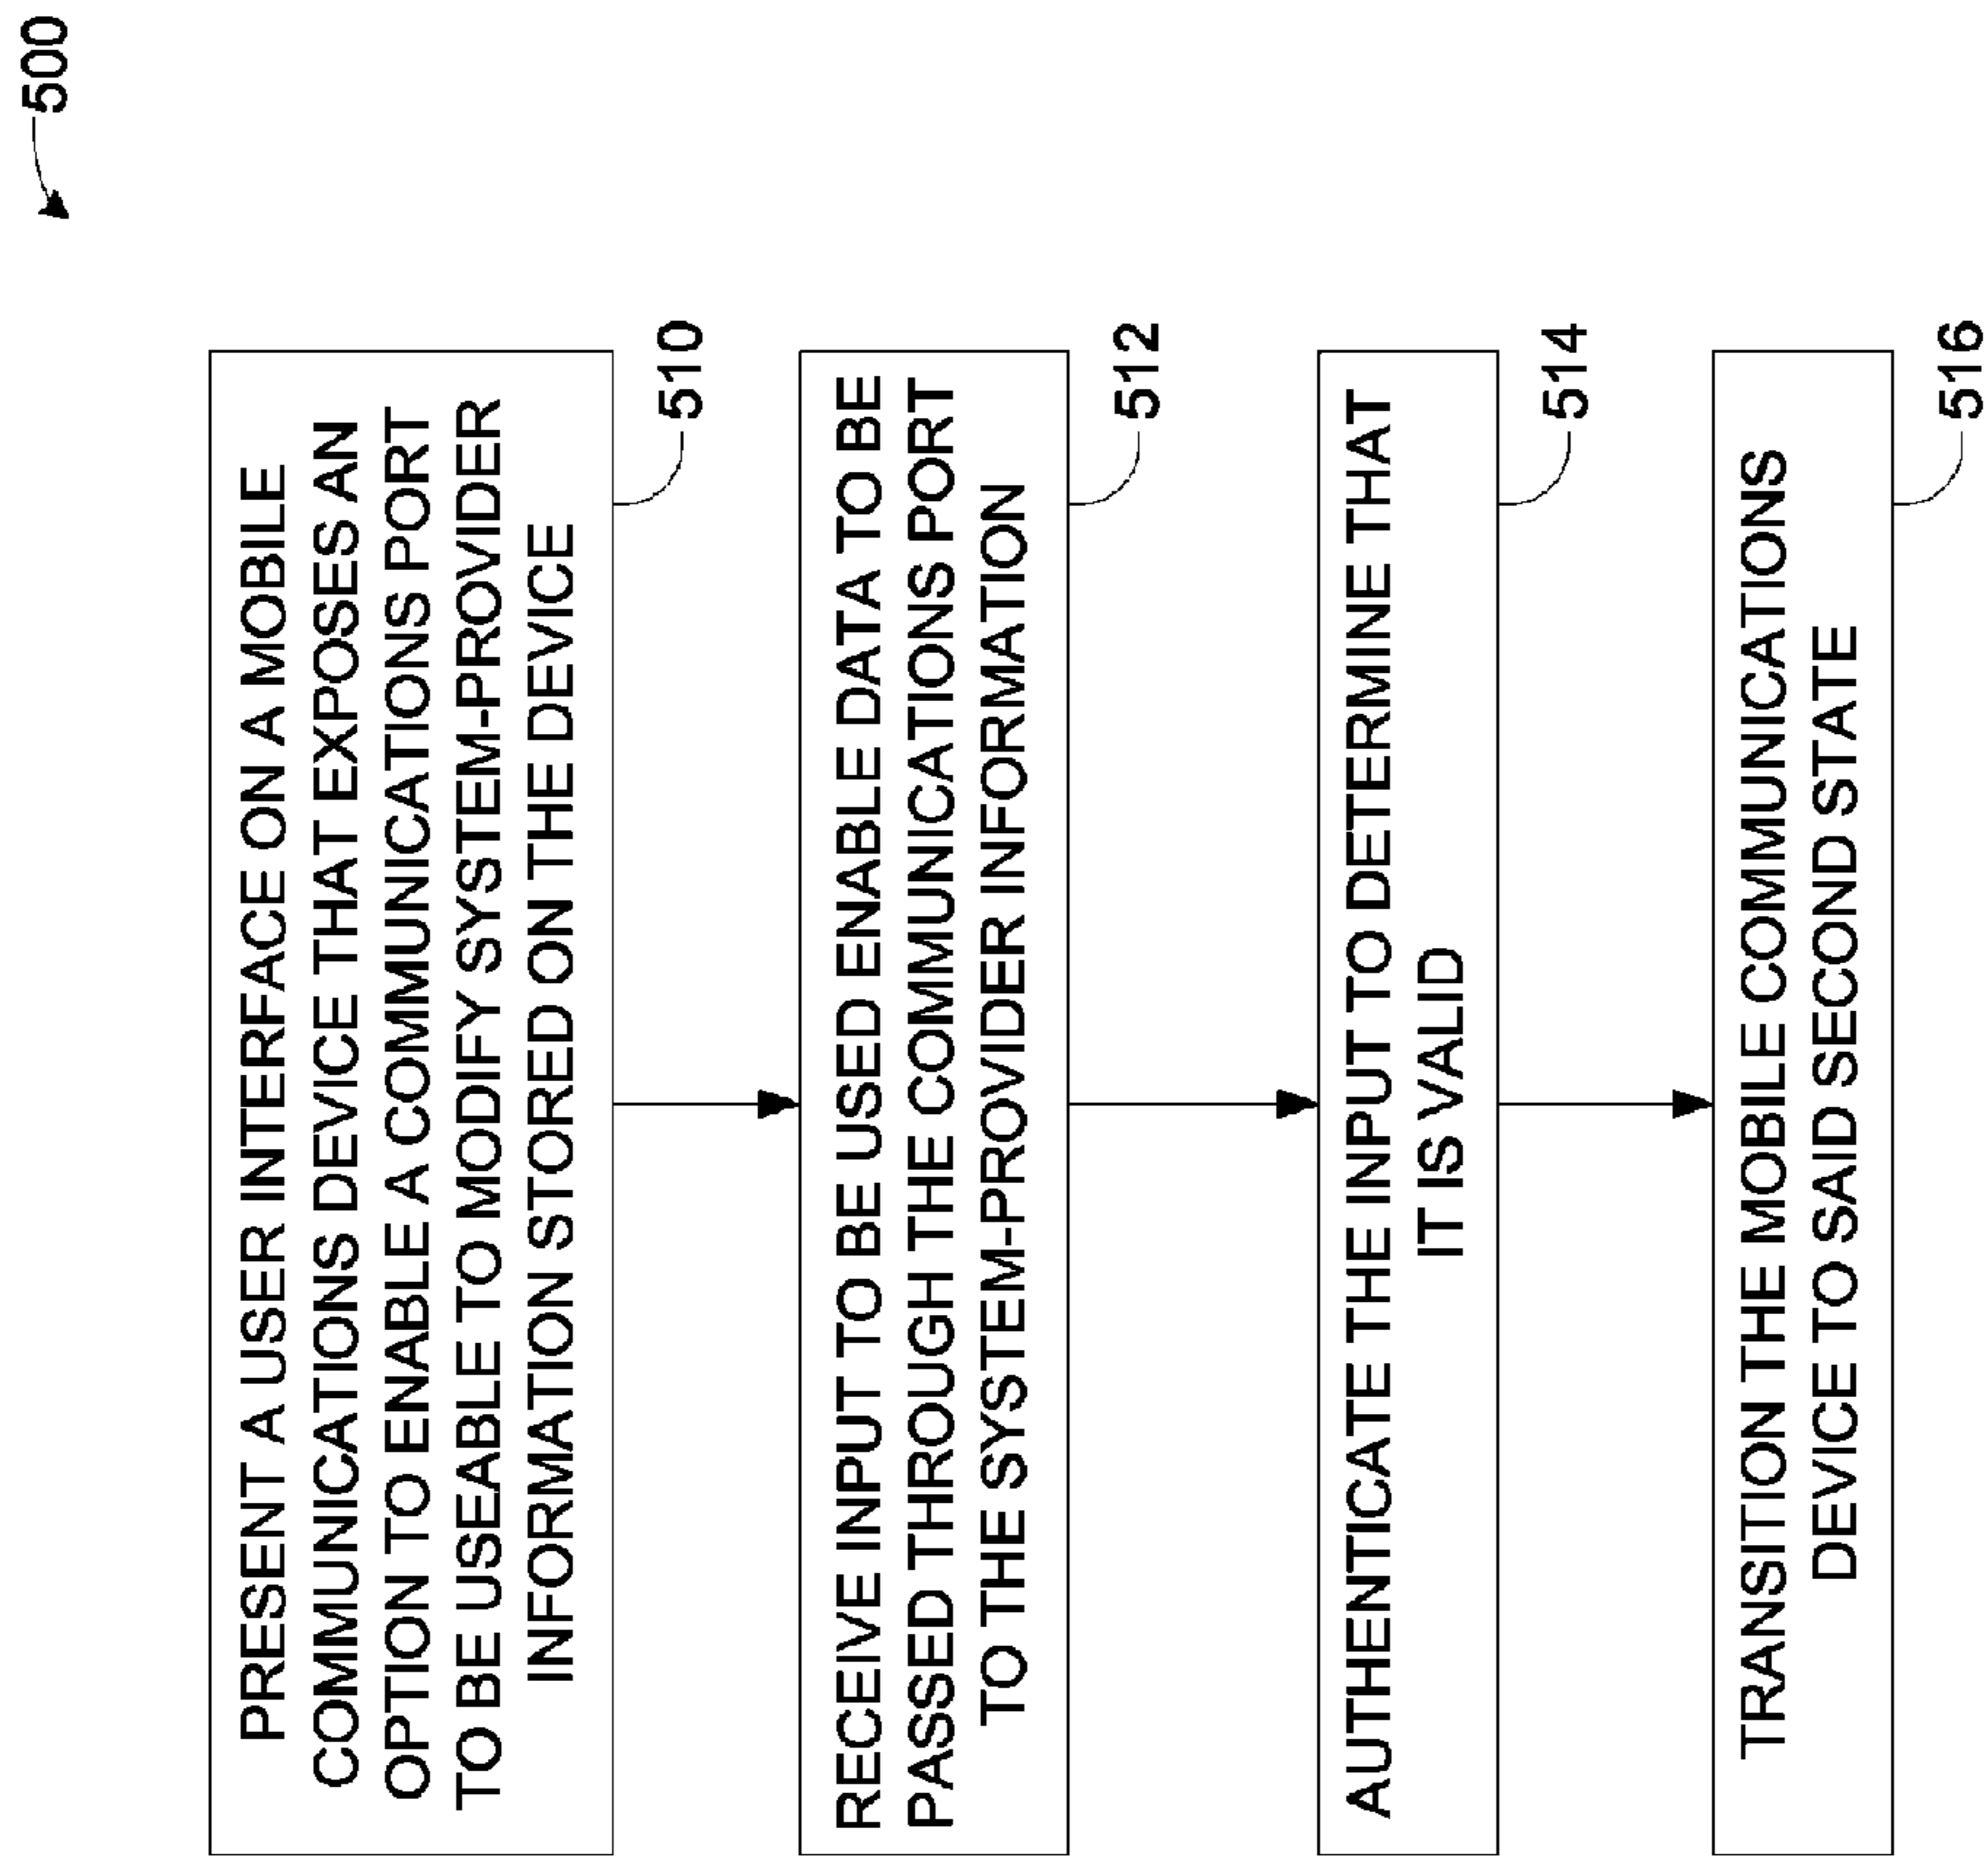 500
PRESENT A USER INTERFACE ON A MOBILE
COMMUNICATIONS DEVICE THAT EXPOSES AN
OPTION TO ENABLE A COMMUNICATIONS PORT
TO BE USEABLE TO MODIFY SYSTEM-PROVIDER
INFORMATION STORED ON THE DEVICE
510
RECEIVE INPUT TO BE USED ENABLE DATA TO BE
PASSED THROUGH THE COMMUNICATIONS PORT
TO THE SYSTEM-PROVIDER INFORMATION
512
AUTHENTICATE THE INPUT TO DETERMINE THAT
IT IS VALID
514
TRANSITION THE MOBILE COMMUNICATIONS
DEVICE TO SAID SECOND STATE
516